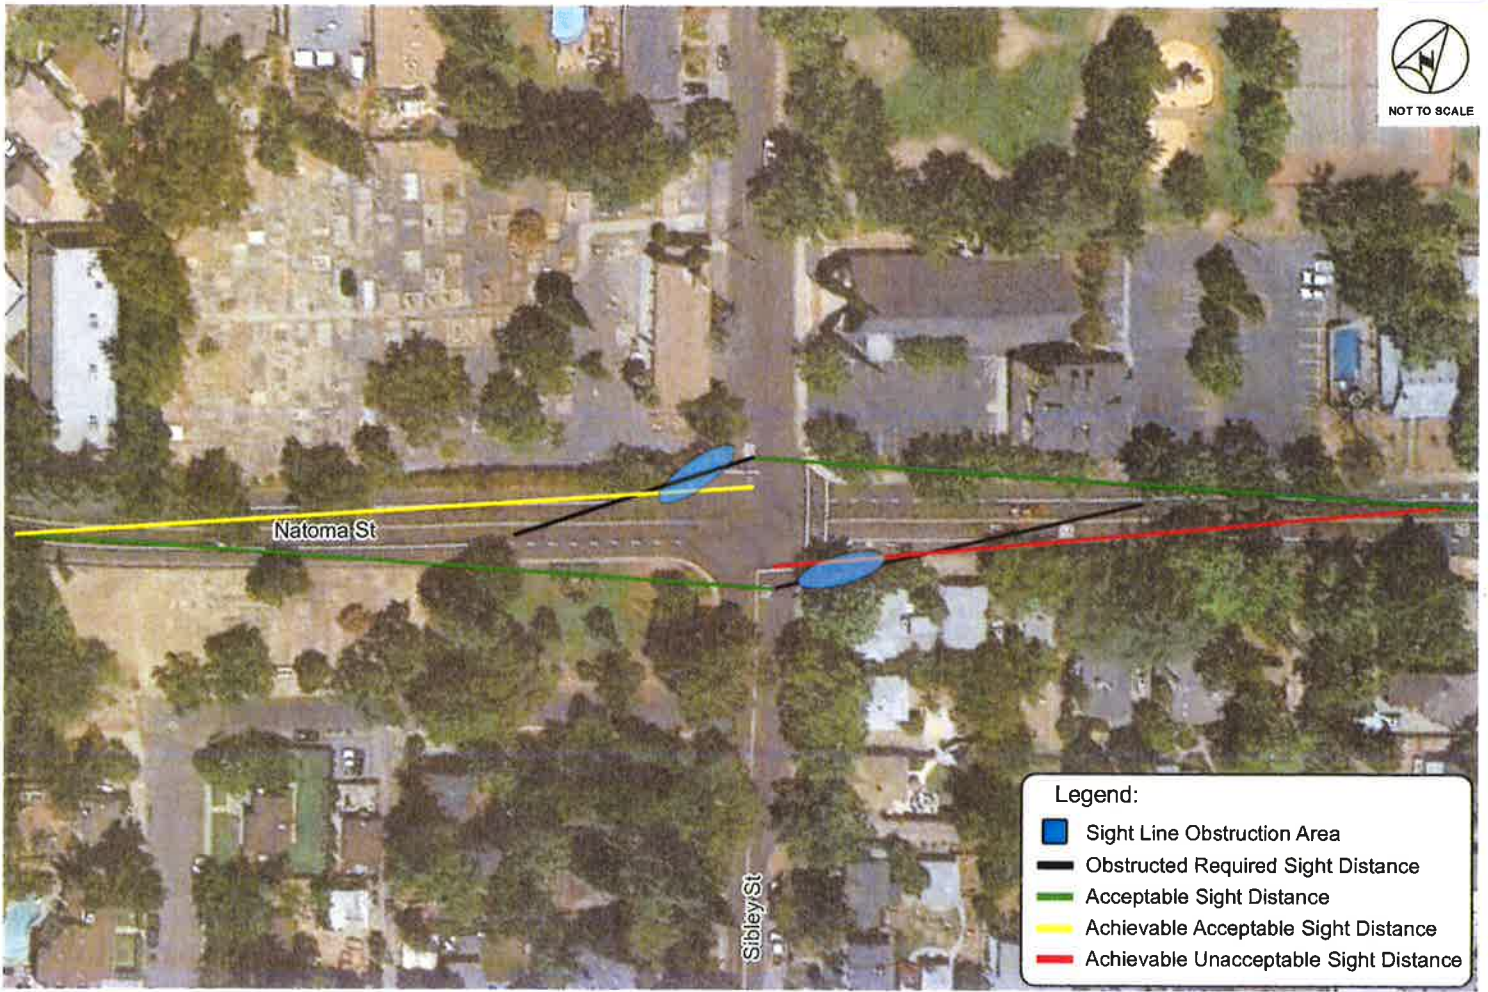 N
NOT TO SCALE
Natoma St
Sibley St
Legend:
Sight Line Obstruction Area
Obstructed Required Sight Distance
Acceptable Sight Distance
Achievable Acceptable Sight Distance
Achievable Unacceptable Sight Distance